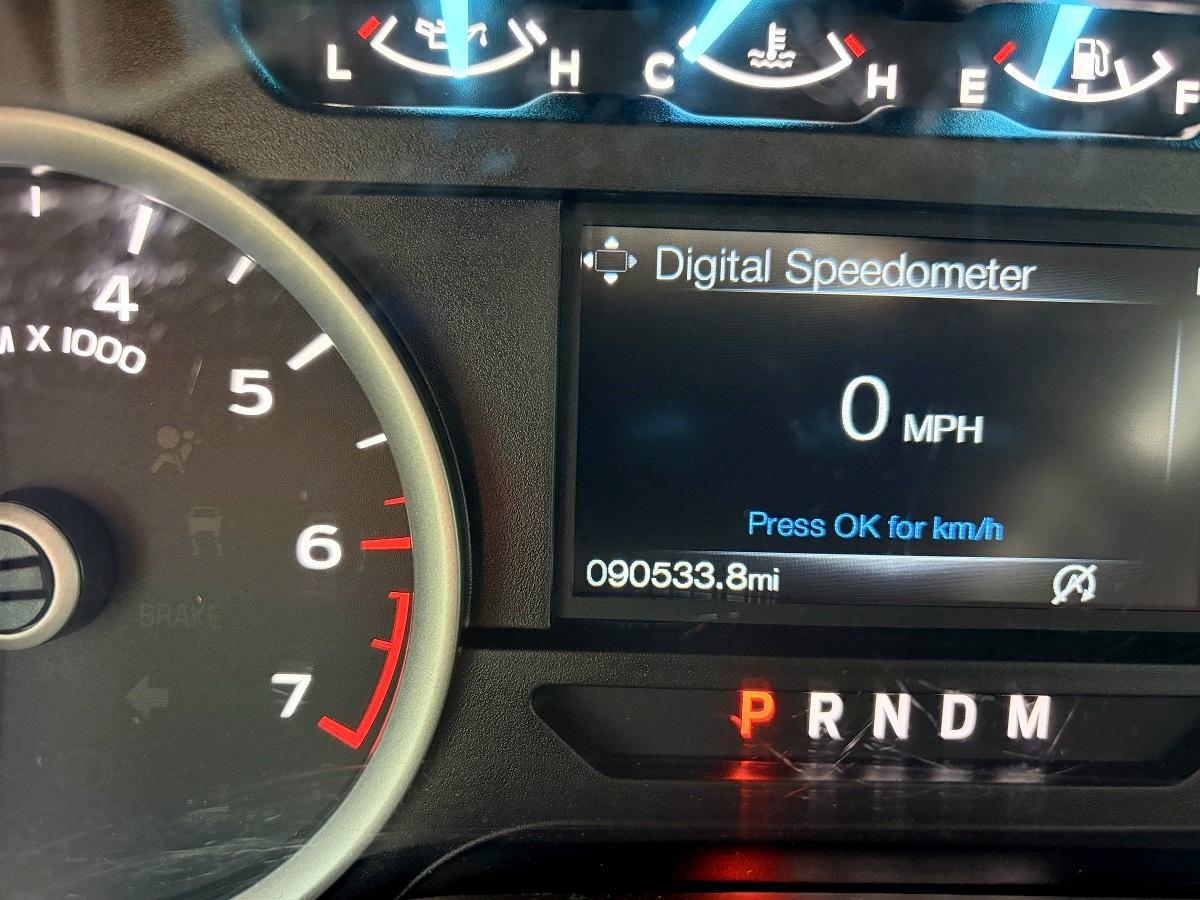 L H C H E F
Digital Speedometer
4
X 1000
5
0 MPH
6
Press OK for km/h
090533.8mi
BRAKE
7
P R N D M